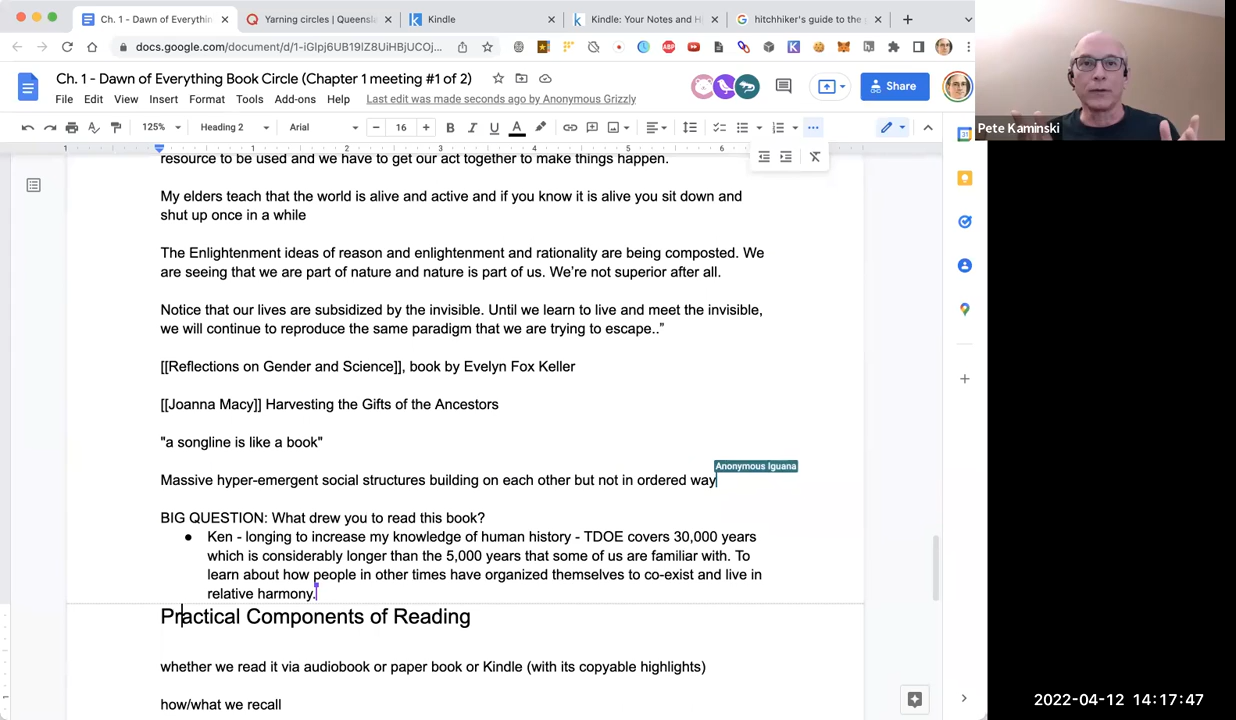 Ch. 1 - Dawn of Everythin
Yarning circles | Queensla
Kindle
Kindle: Your Notes and H
hitchhiker's guide to the
docs.google.com/document/d/1-iGlpj6UB19IZ8UiHBjUCOj...
Ch. 1 - Dawn of Everything Book Circle (Chapter 1 meeting #1 of 2)
Share
File Edit View Insert Format Tools Add-ons Help Last edit was made seconds ago by Anonymous Grizzly
125% Heading 2 Arial 16
Pete Kaminski
resource to be used and we have to get our act together to make things happen.
My elders teach that the world is alive and active and if you know it is alive you sit down and
shut up once in a while
The Enlightenment ideas of reason and enlightenment and rationality are being composted. We
are seeing that we are part of nature and nature is part of us. We're not superior after all.
Notice that our lives are subsidized by the invisible. Until we learn to live and meet the invisible,
we will continue to reproduce the same paradigm that we are trying to escape.."
[[Reflections on Gender and Science]], book by Evelyn Fox Keller
[[Joanna Macy]] Harvesting the Gifts of the Ancestors
"a songline is like a book"
Anonymous Iguana
Massive hyper-emergent social structures building on each other but not in ordered way
BIG QUESTION: What drew you to read this book?
● Ken - longing to increase my knowledge of human history - TDOE covers 30,000 years
which is considerably longer than the 5,000 years that some of us are familiar with. To
learn about how people in other times have organized themselves to co-exist and live in
relative harmony.
Practical Components of Reading
whether we read it via audiobook or paper book or Kindle (with its copyable highlights)
how/what we recall
2022-04-12 14:17:47